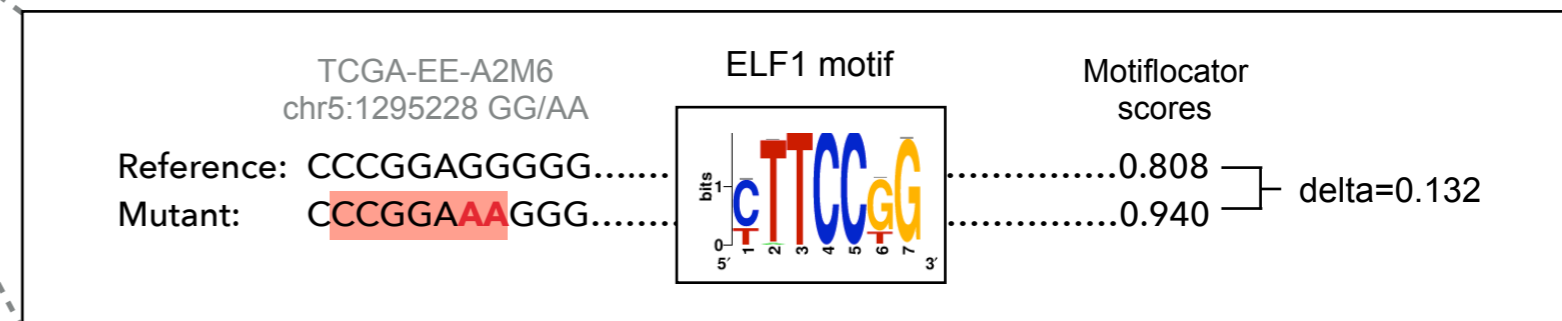 TCGA-EE-A2M6
chr5:1295228 GG/AA
ELF1 motif
Motiflocator
scores
Reference: CCCGGAGGGGG.......
..............0.808
Mutant: CCCGGAAAGGG.......
..............0.940
delta=0.132
bits
1
0
CTTCCGG
T T
1 2 3 4 5 6 7
5′ 3′